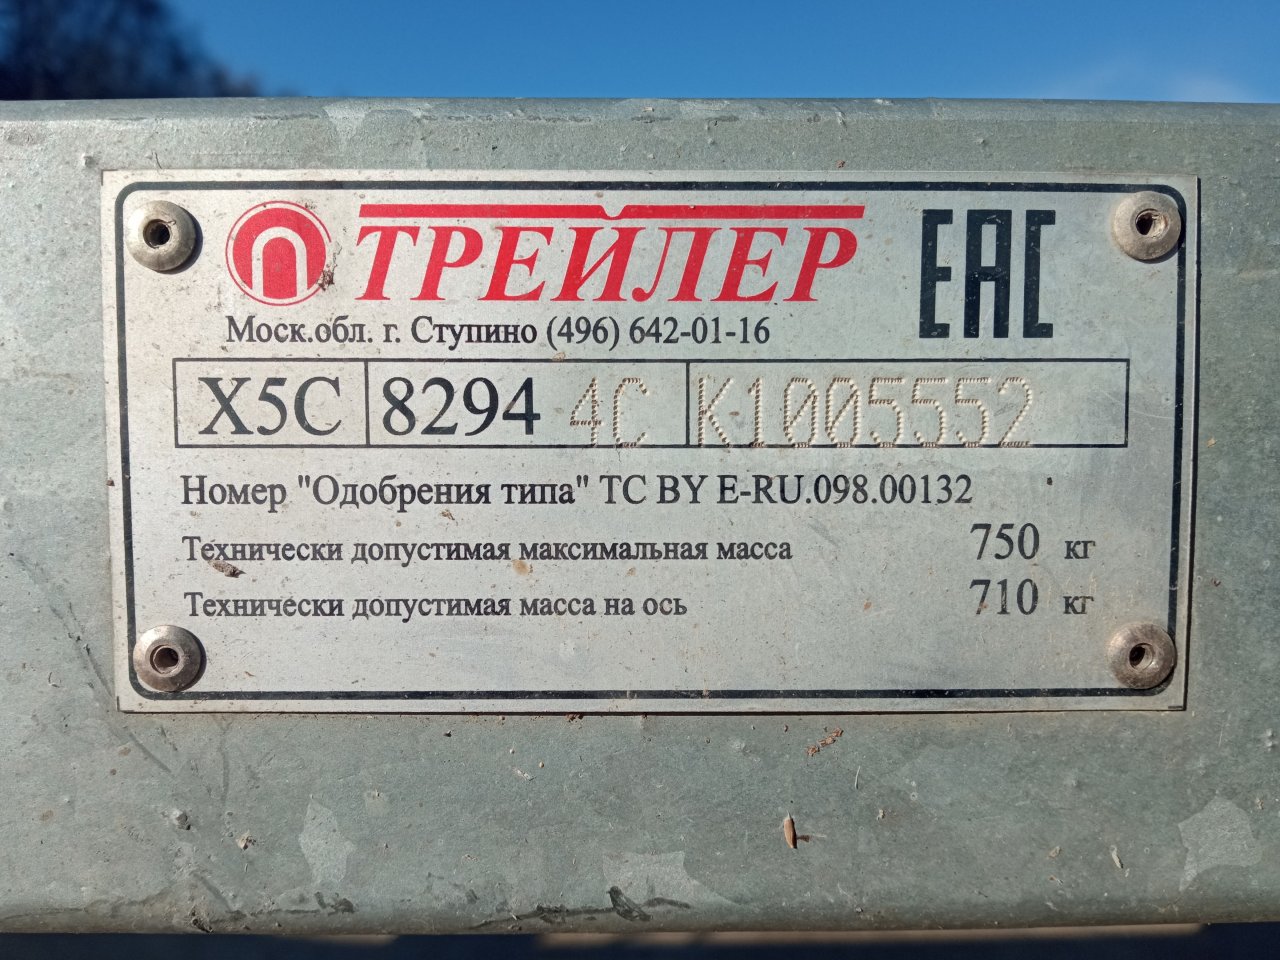 ТРЕЙЛЕР
EAC
Моск.обл. г. Ступино (496) 642-01-16
X5C 8294 4C K1005552
Номер "Одобрения типа" ТС BY E-RU.098.00132
Технически допустимая максимальная масса 750 кг
Технически допустимая масса на ось 710 кг